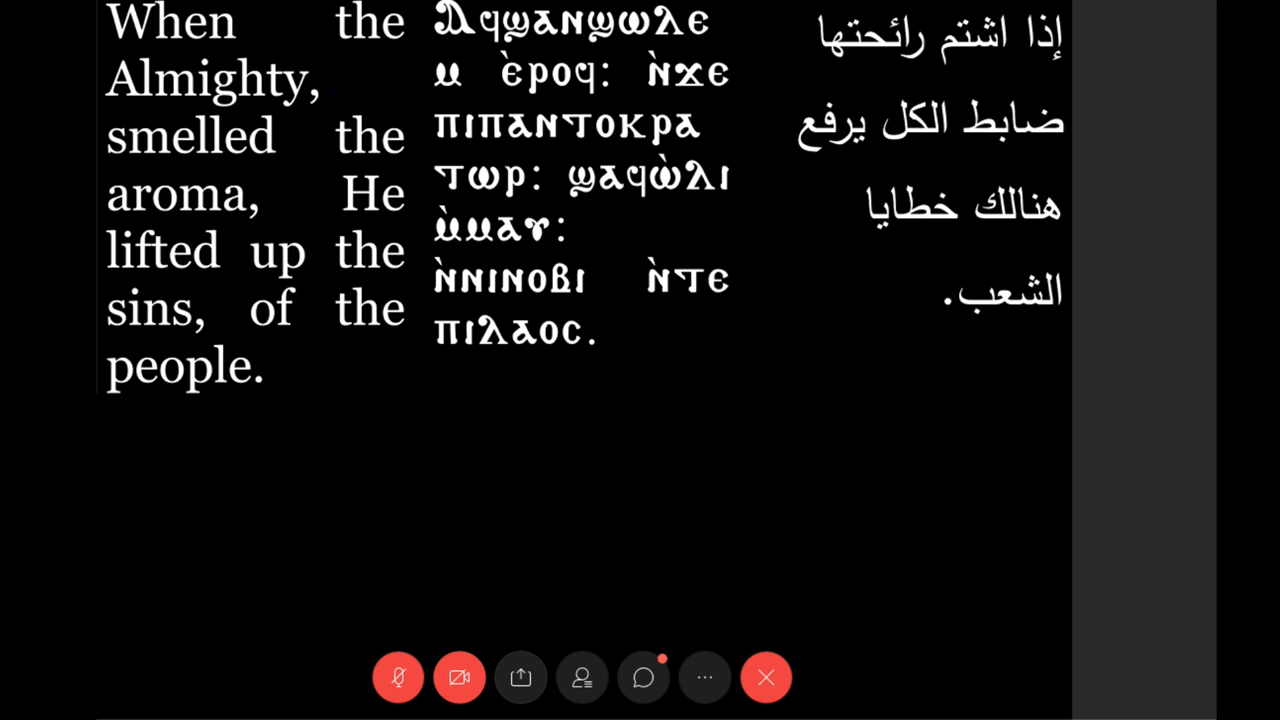 When the
Almighty,
smelled the
aroma, He
lifted up the
sins, of the
people.
Ⲁϥϣⲁⲛϣⲱⲗⲉ
ⲙ ⲉ̀ⲣⲟϥ: ⲛ̀ϫⲉ
ⲡⲓⲡⲁⲛⲧⲟⲕⲣⲁ
ⲧⲱⲣ: ϣⲁϥⲱ̀ⲗⲓ
ⲙ̀ⲙⲁⲩ:
ⲛ̀ⲛⲓⲛⲟⲃⲓ ⲛ̀ⲧⲉ
ⲡⲓⲗⲁⲟⲥ.
إذا اشتم رائحتها
ضابط الكل يرفع
هنالك خطايا
الشعب.